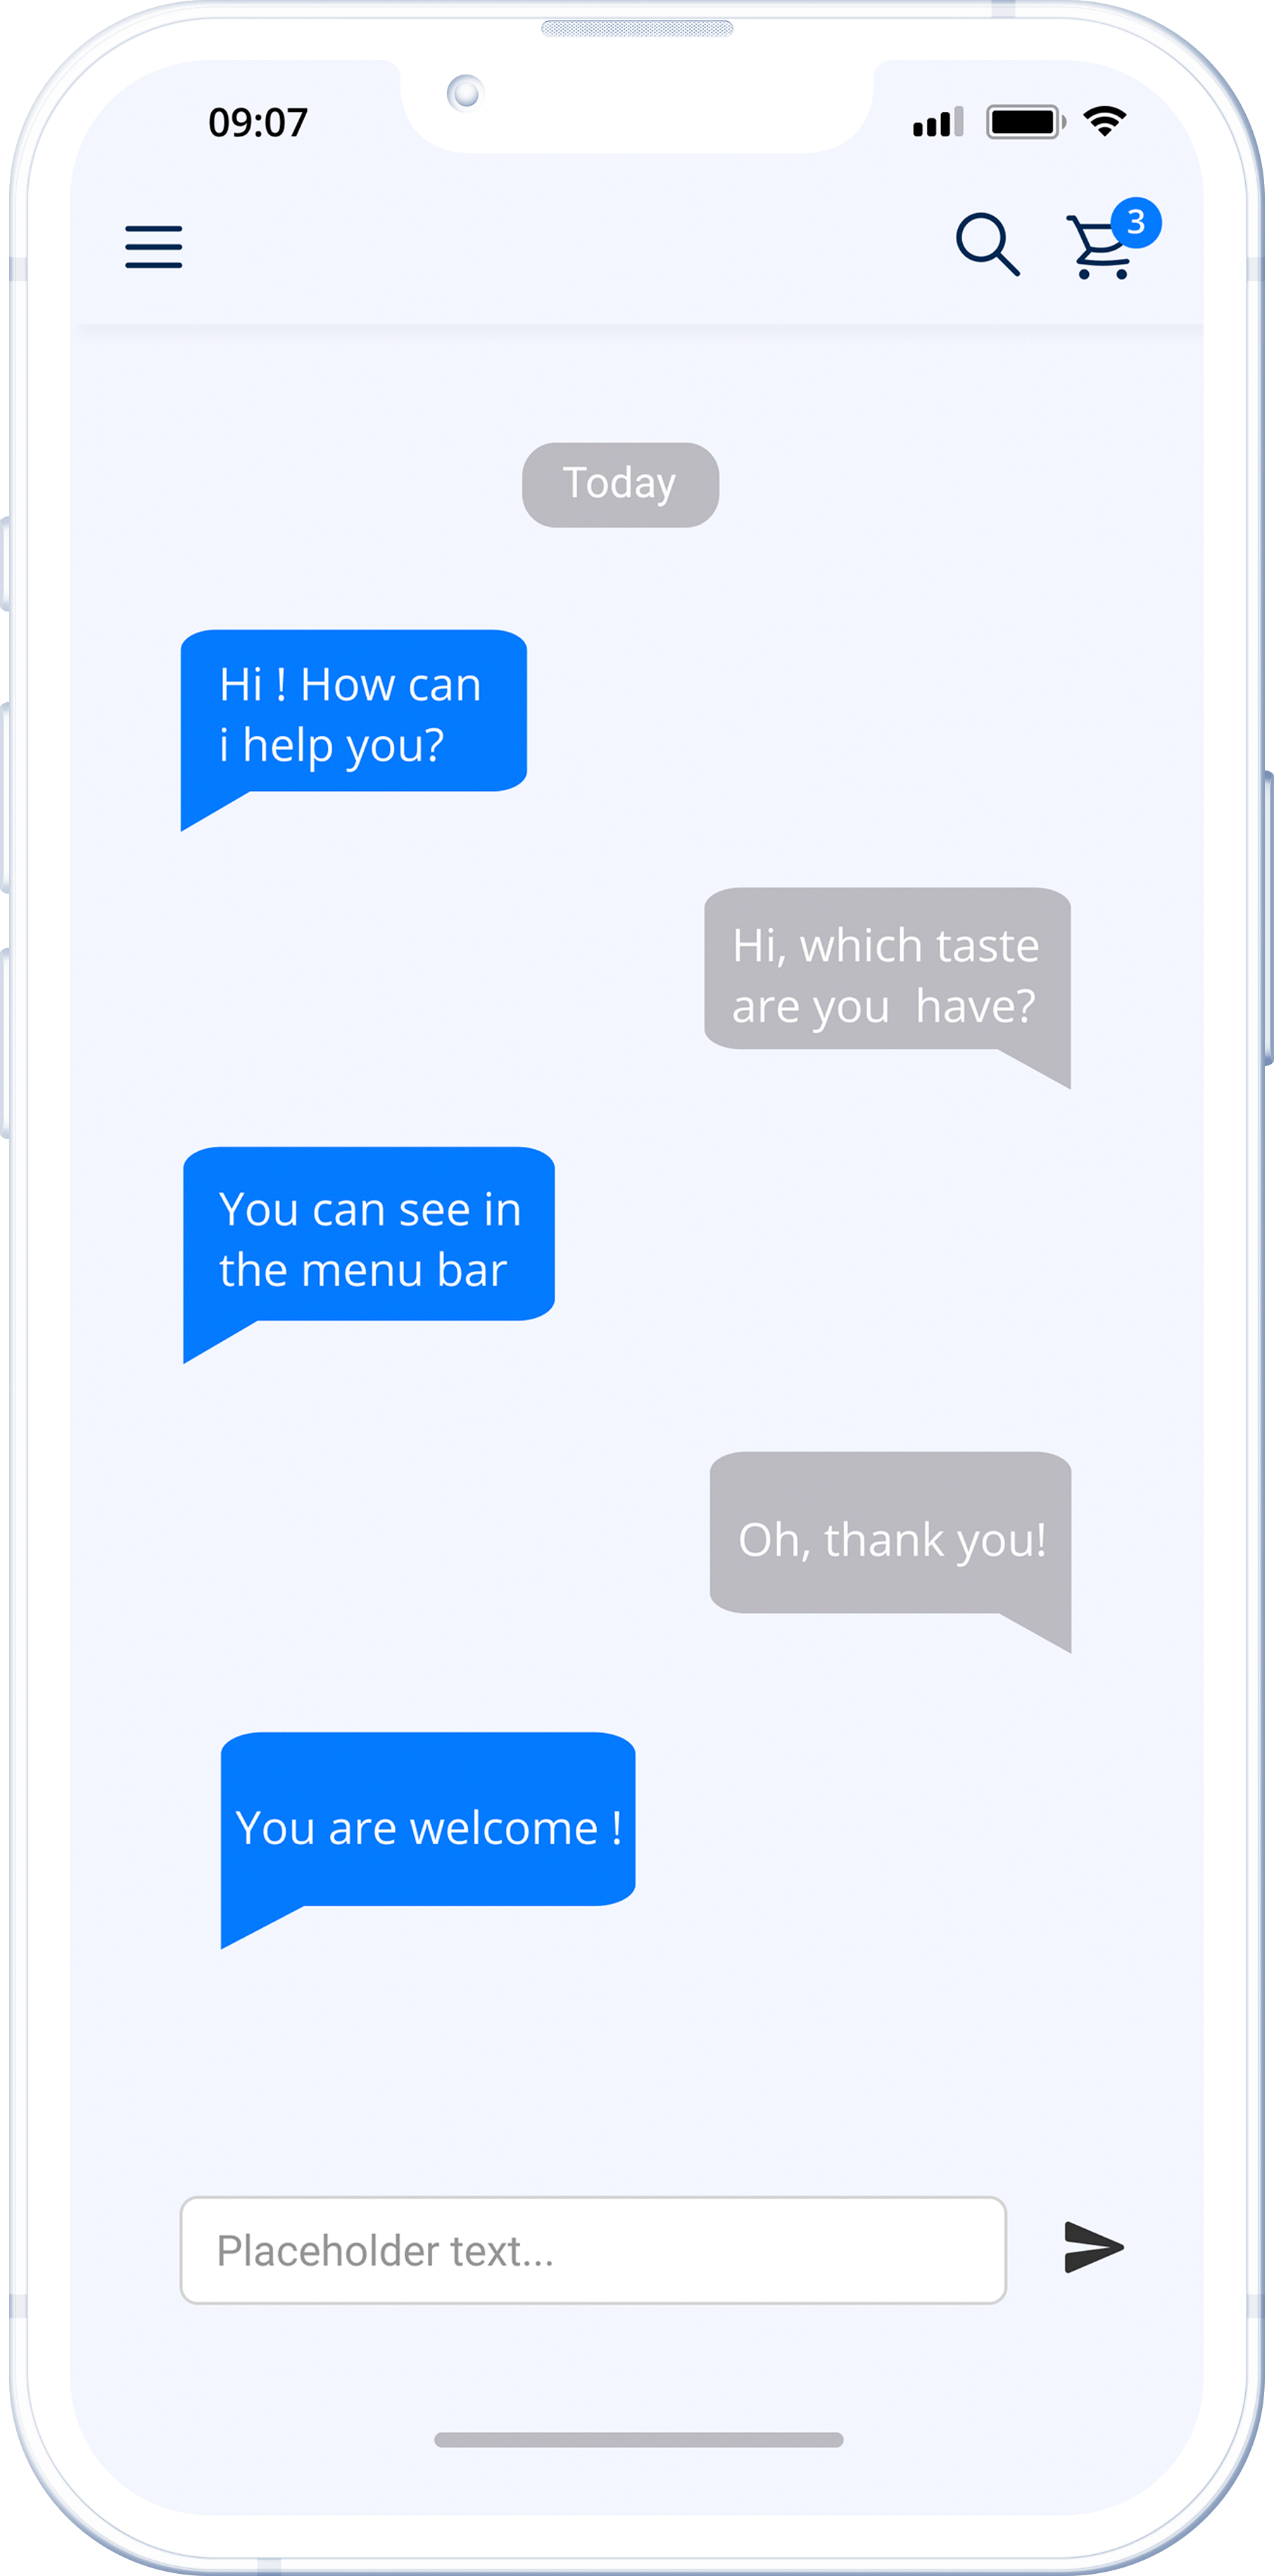 09:07
3
Today
Hi ! How can
i help you?
Hi, which taste
are you  have?
You can see in
the menu bar
Oh, thank you!
You are welcome !
Placeholder text...